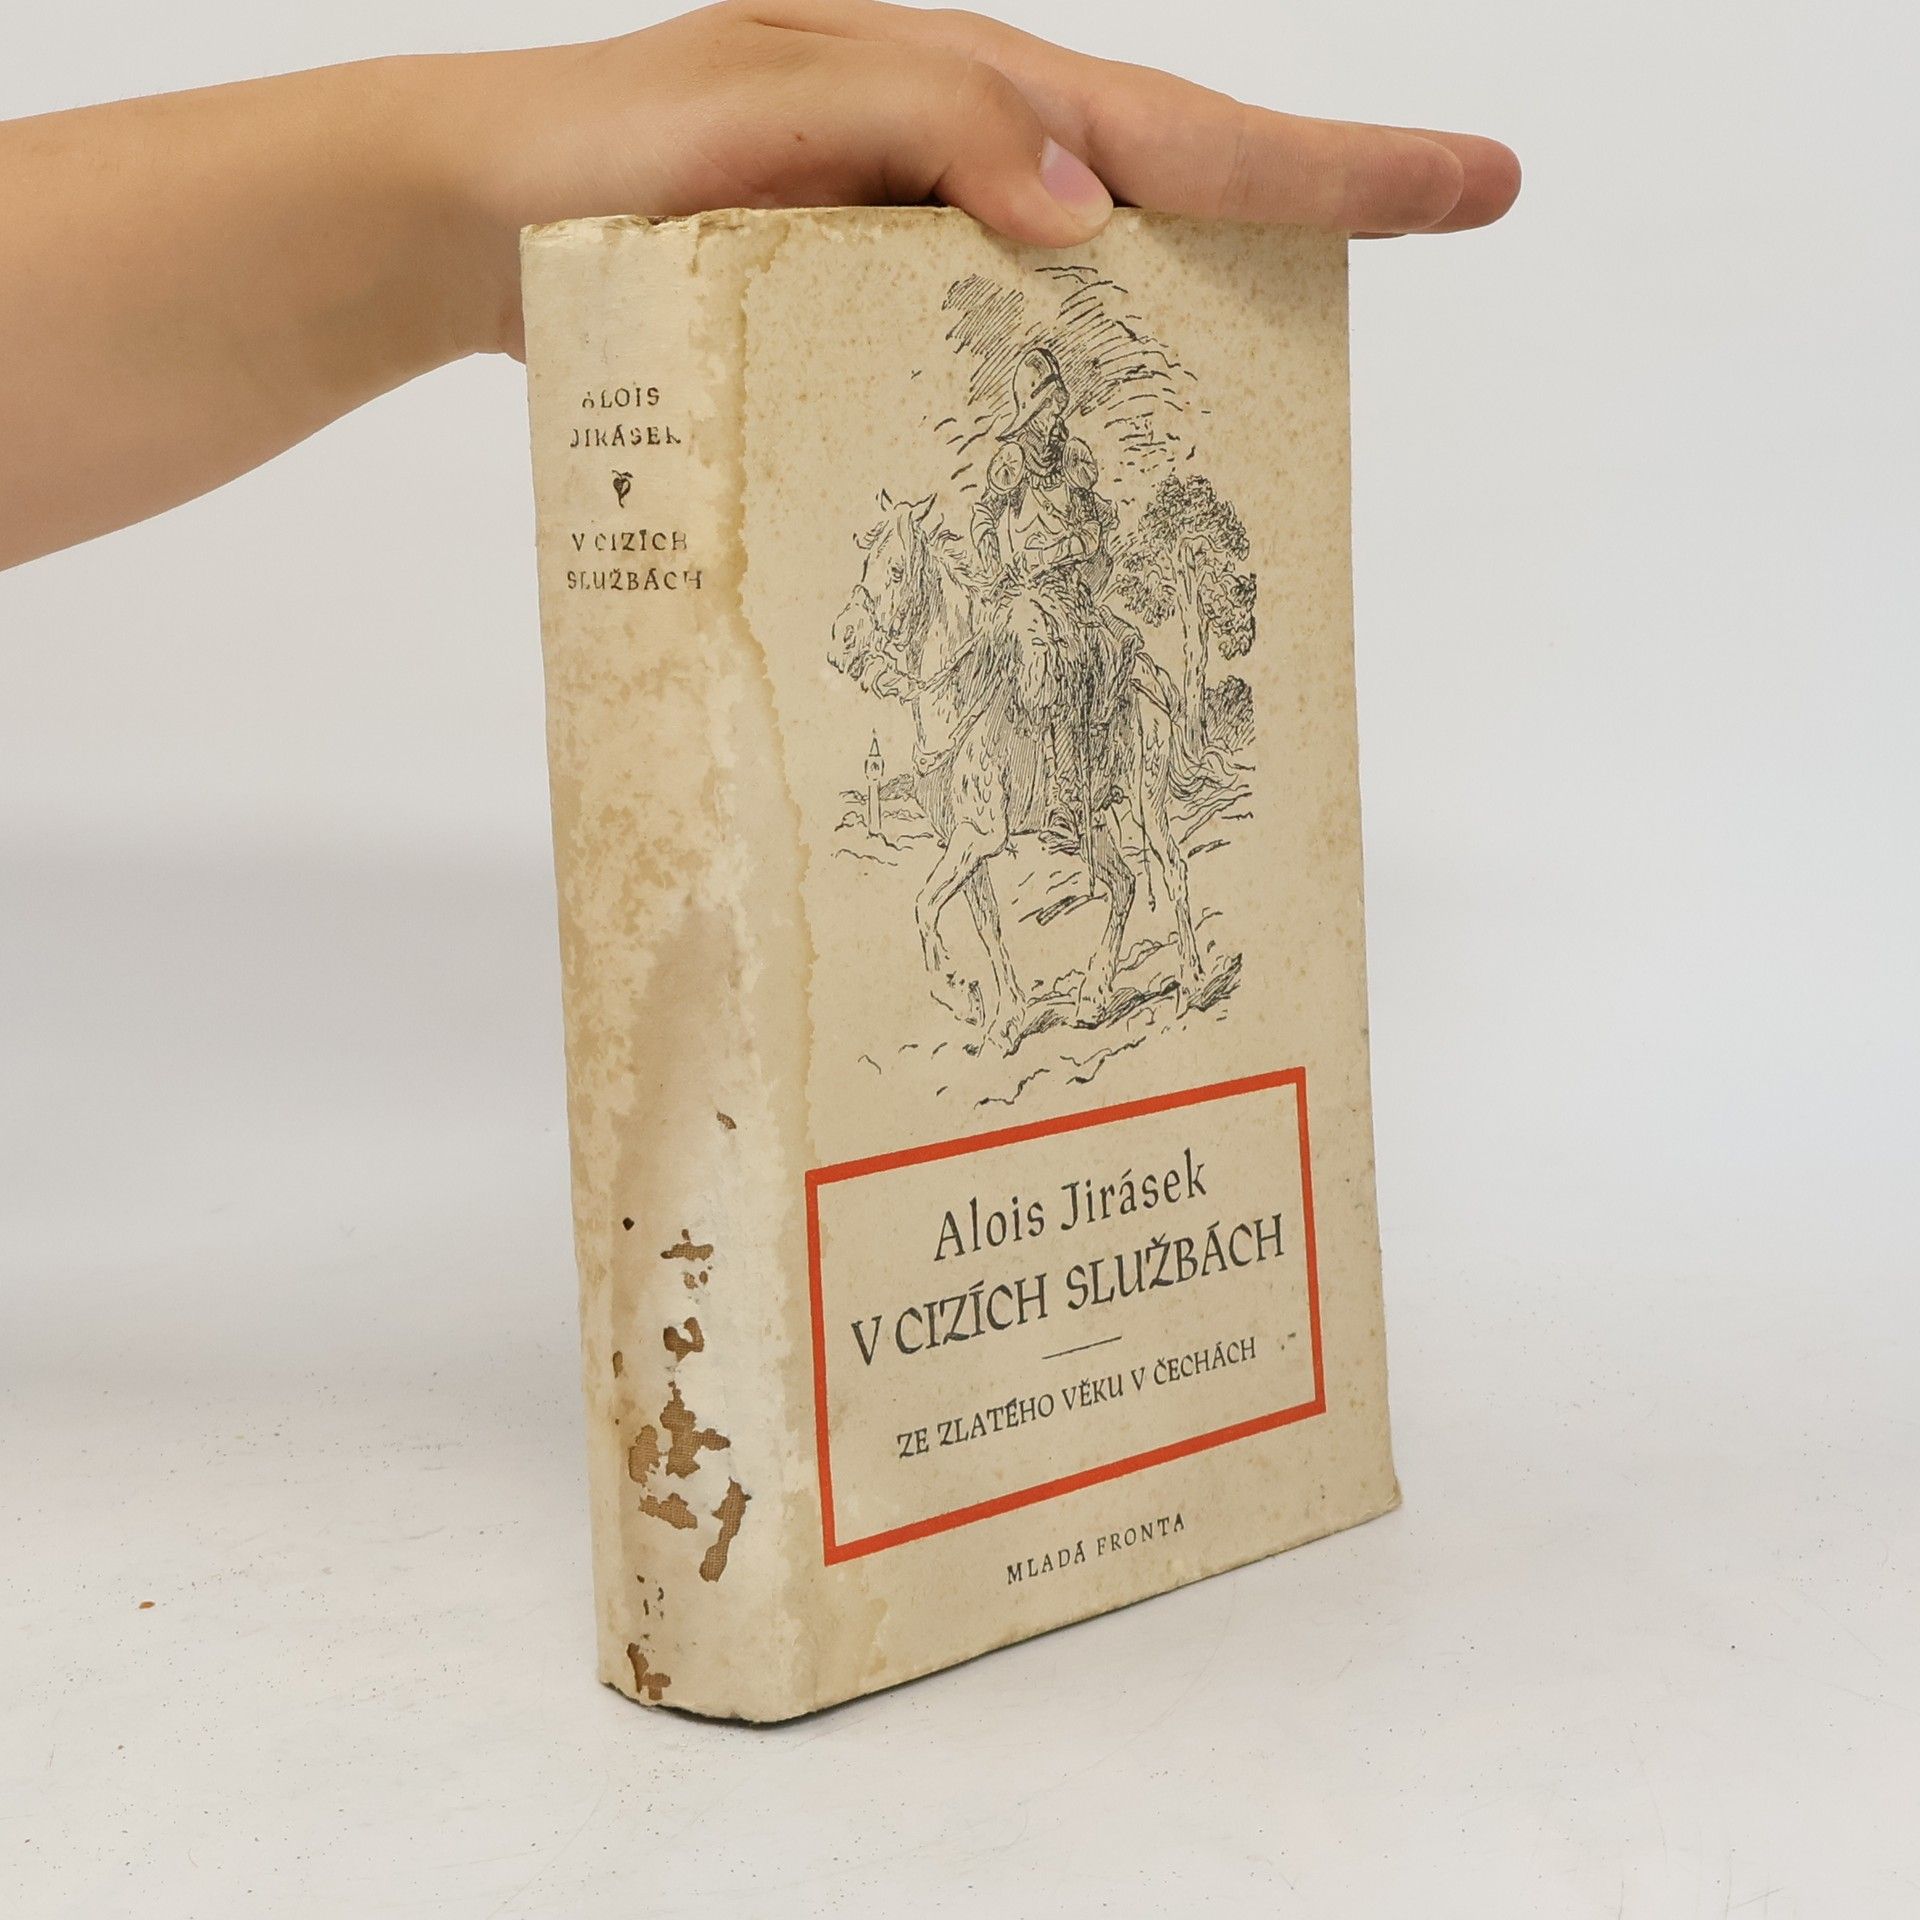 ALOIS
JIRÁSEK
V CIZÍCH
SLUŽBÁCH
Alois Jirásek
V CIZÍCH SLUŽBÁCH
ZE ZLATÉHO VĚKU V ČECHÁCH
MLADÁ FRONTA